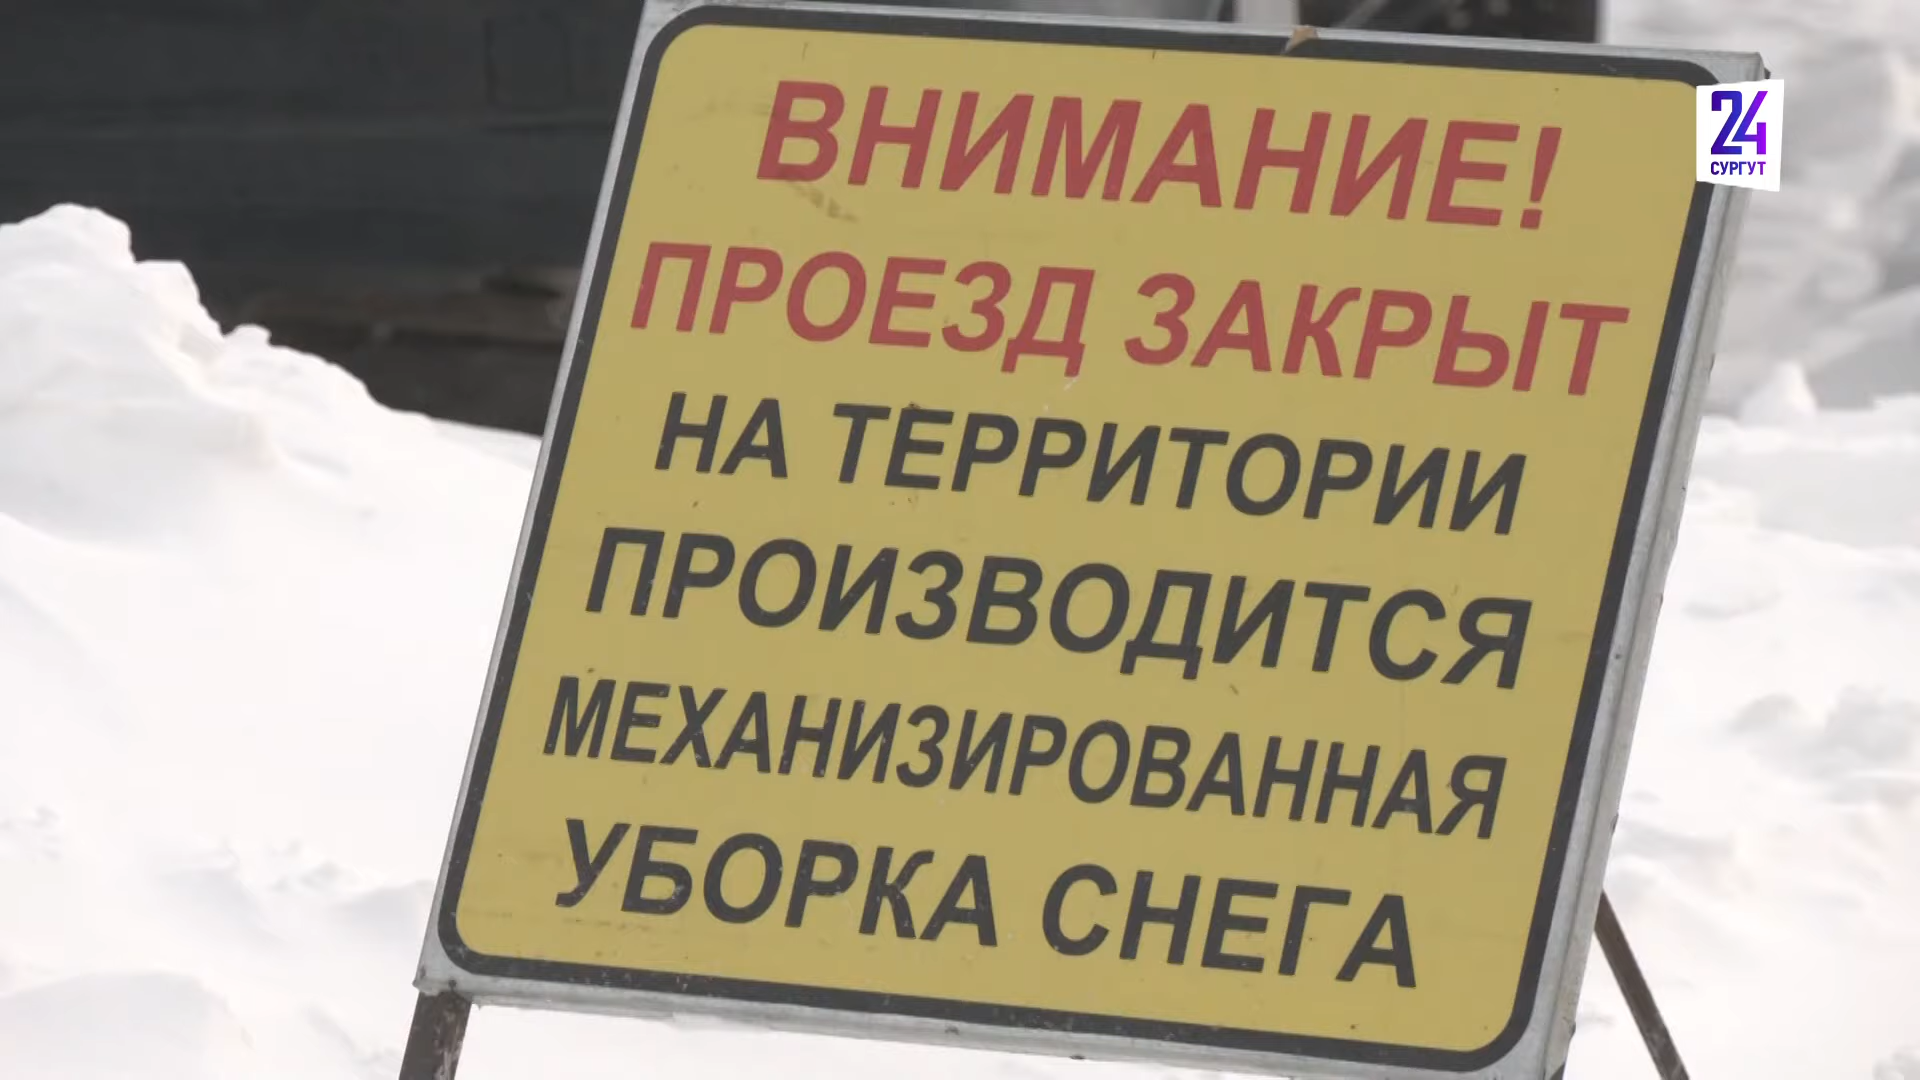 ВНИМАНИЕ!
ПРОЕЗД ЗАКРЫТ
НА ТЕРРИТОРИИ
ПРОИЗВОДИТСЯ
МЕХАНИЗИРОВАННАЯ
УБОРКА СНЕГА
24
СУРГУТ